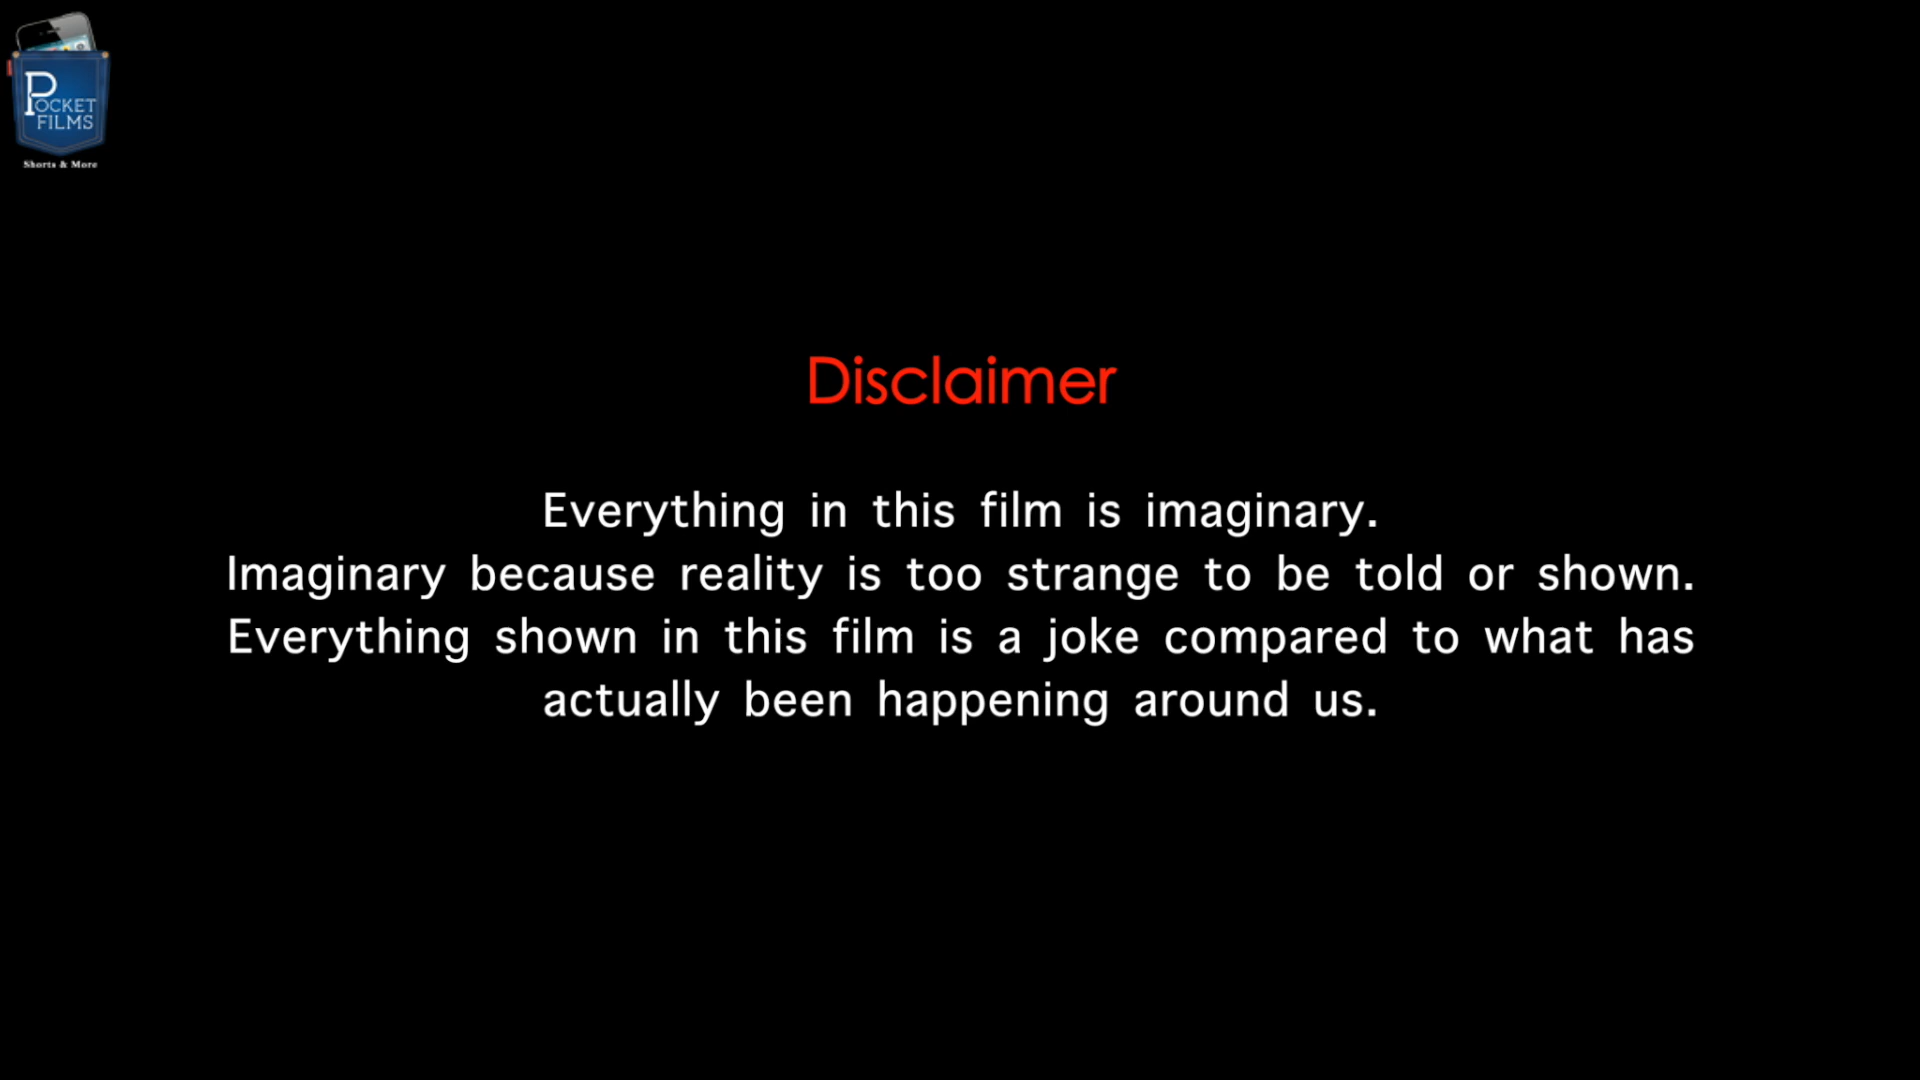 POCKET
FILMS
Shorts & More
Disclaimer
Everything in this film is imaginary.
Imaginary because reality is too strange to be told or shown.
Everything shown in this film is a joke compared to what has
actually been happening around us.